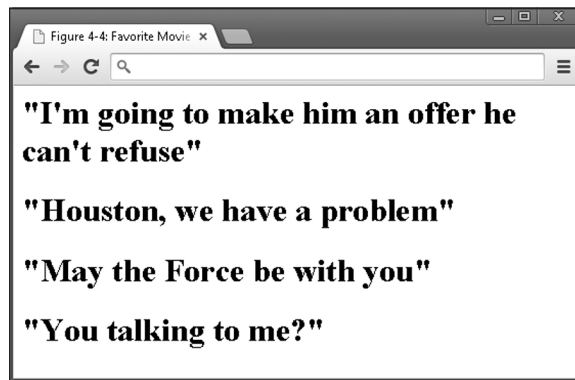 Figure 4-4: Favorite Movie
"I'm going to make him an offer he
can't refuse"
"Houston, we have a problem"
"May the Force be with you"
"You talking to me?"